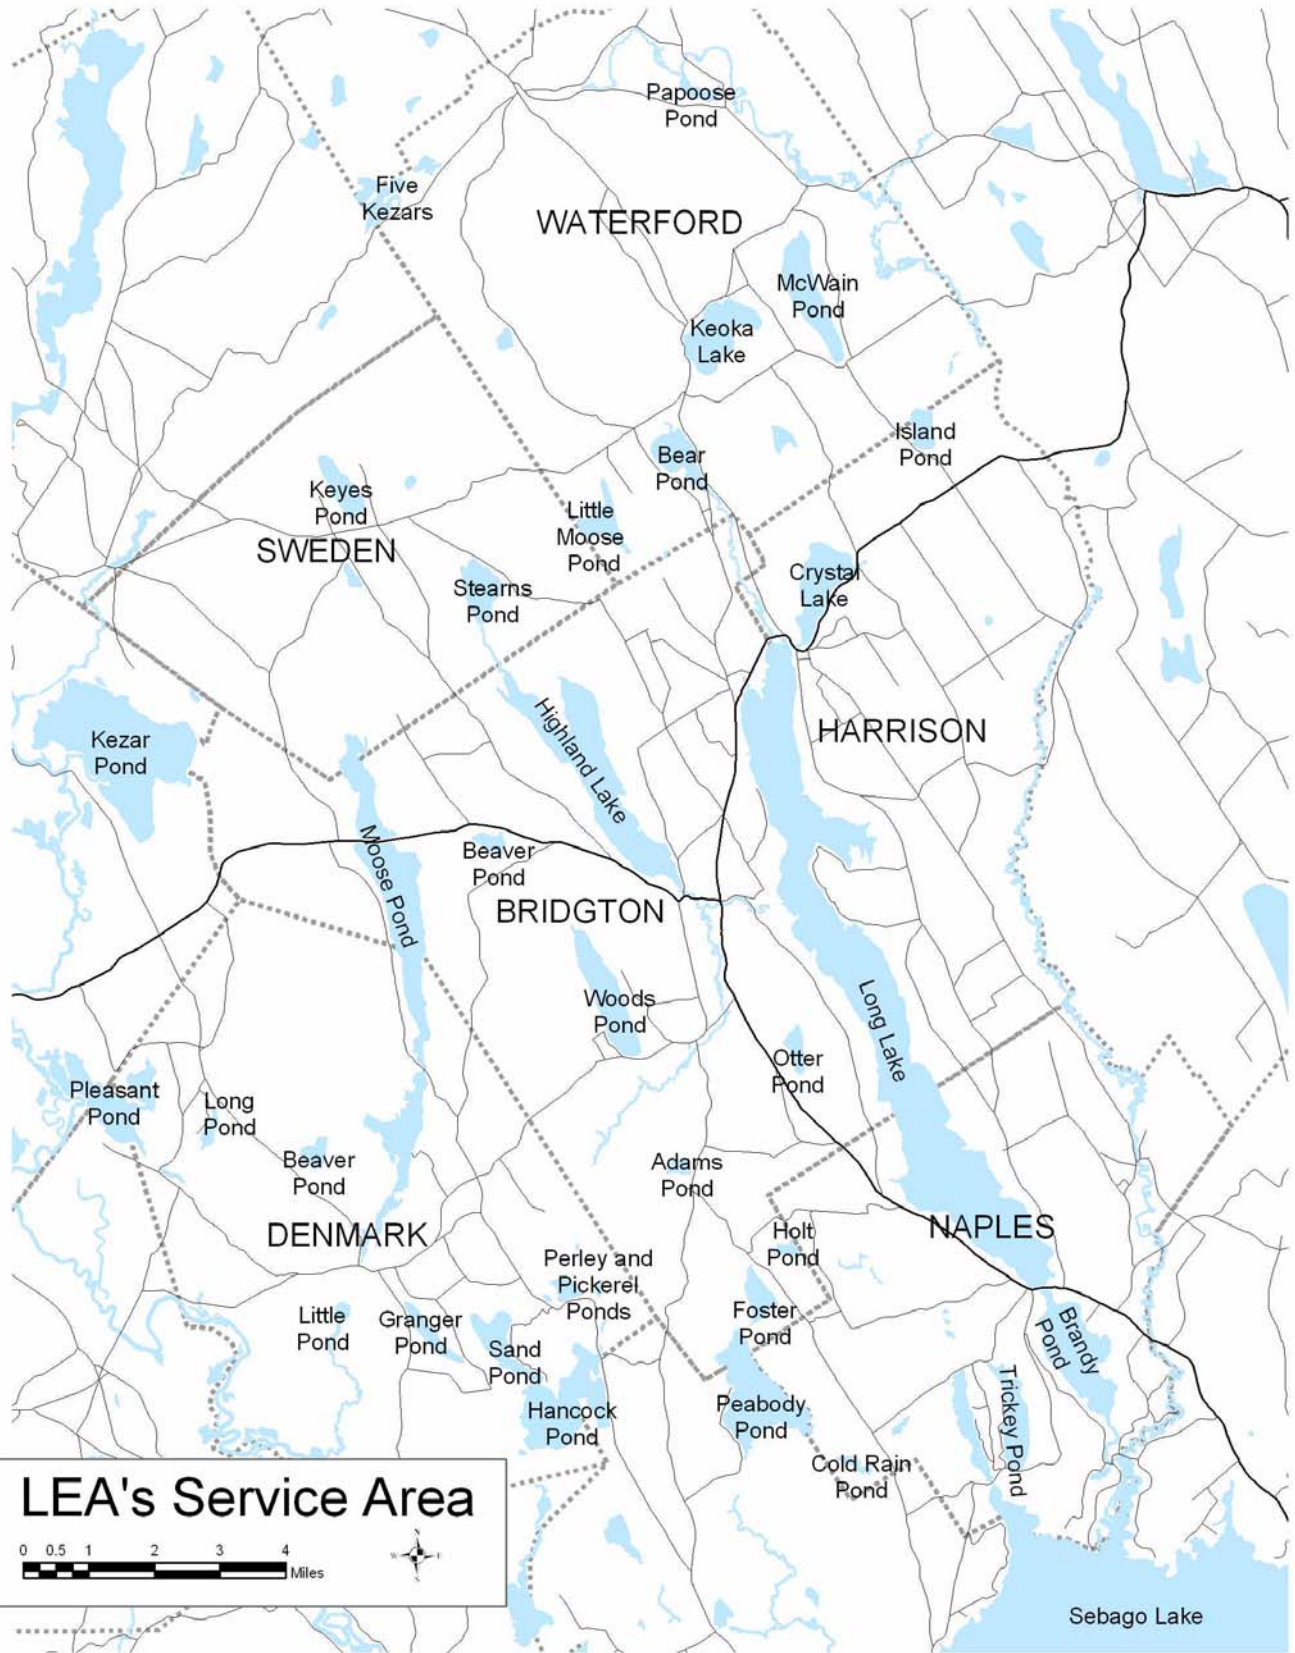 Papoose
Pond
Five
Kezars
WATERFORD
McWain
Pond
Keoka
Lake
Island
Pond
Bear
Pond
Keyes
Pond
Little
Moose
Pond
SWEDEN
Crystal
Lake
Stearns
Pond
Highland Lake
HARRISON
Kezar
Pond
Moose Pond
Beaver
Pond
BRIDGTON
Woods
Pond
Long Lake
Otter
Pond
Pleasant
Pond
Long
Pond
Beaver
Pond
Adams
Pond
DENMARK
NAPLES
Holt
Pond
Perley and
Pickerel
Ponds
Little
Pond
Granger
Pond
Foster
Pond
Brandy
Pond
Sand
Pond
Trickey Pond
Hancock
Pond
Peabody
Pond
Cold Rain
Pond
LEA's Service Area
0 0.5 1 2 3 4
Miles
W E
Sebago Lake